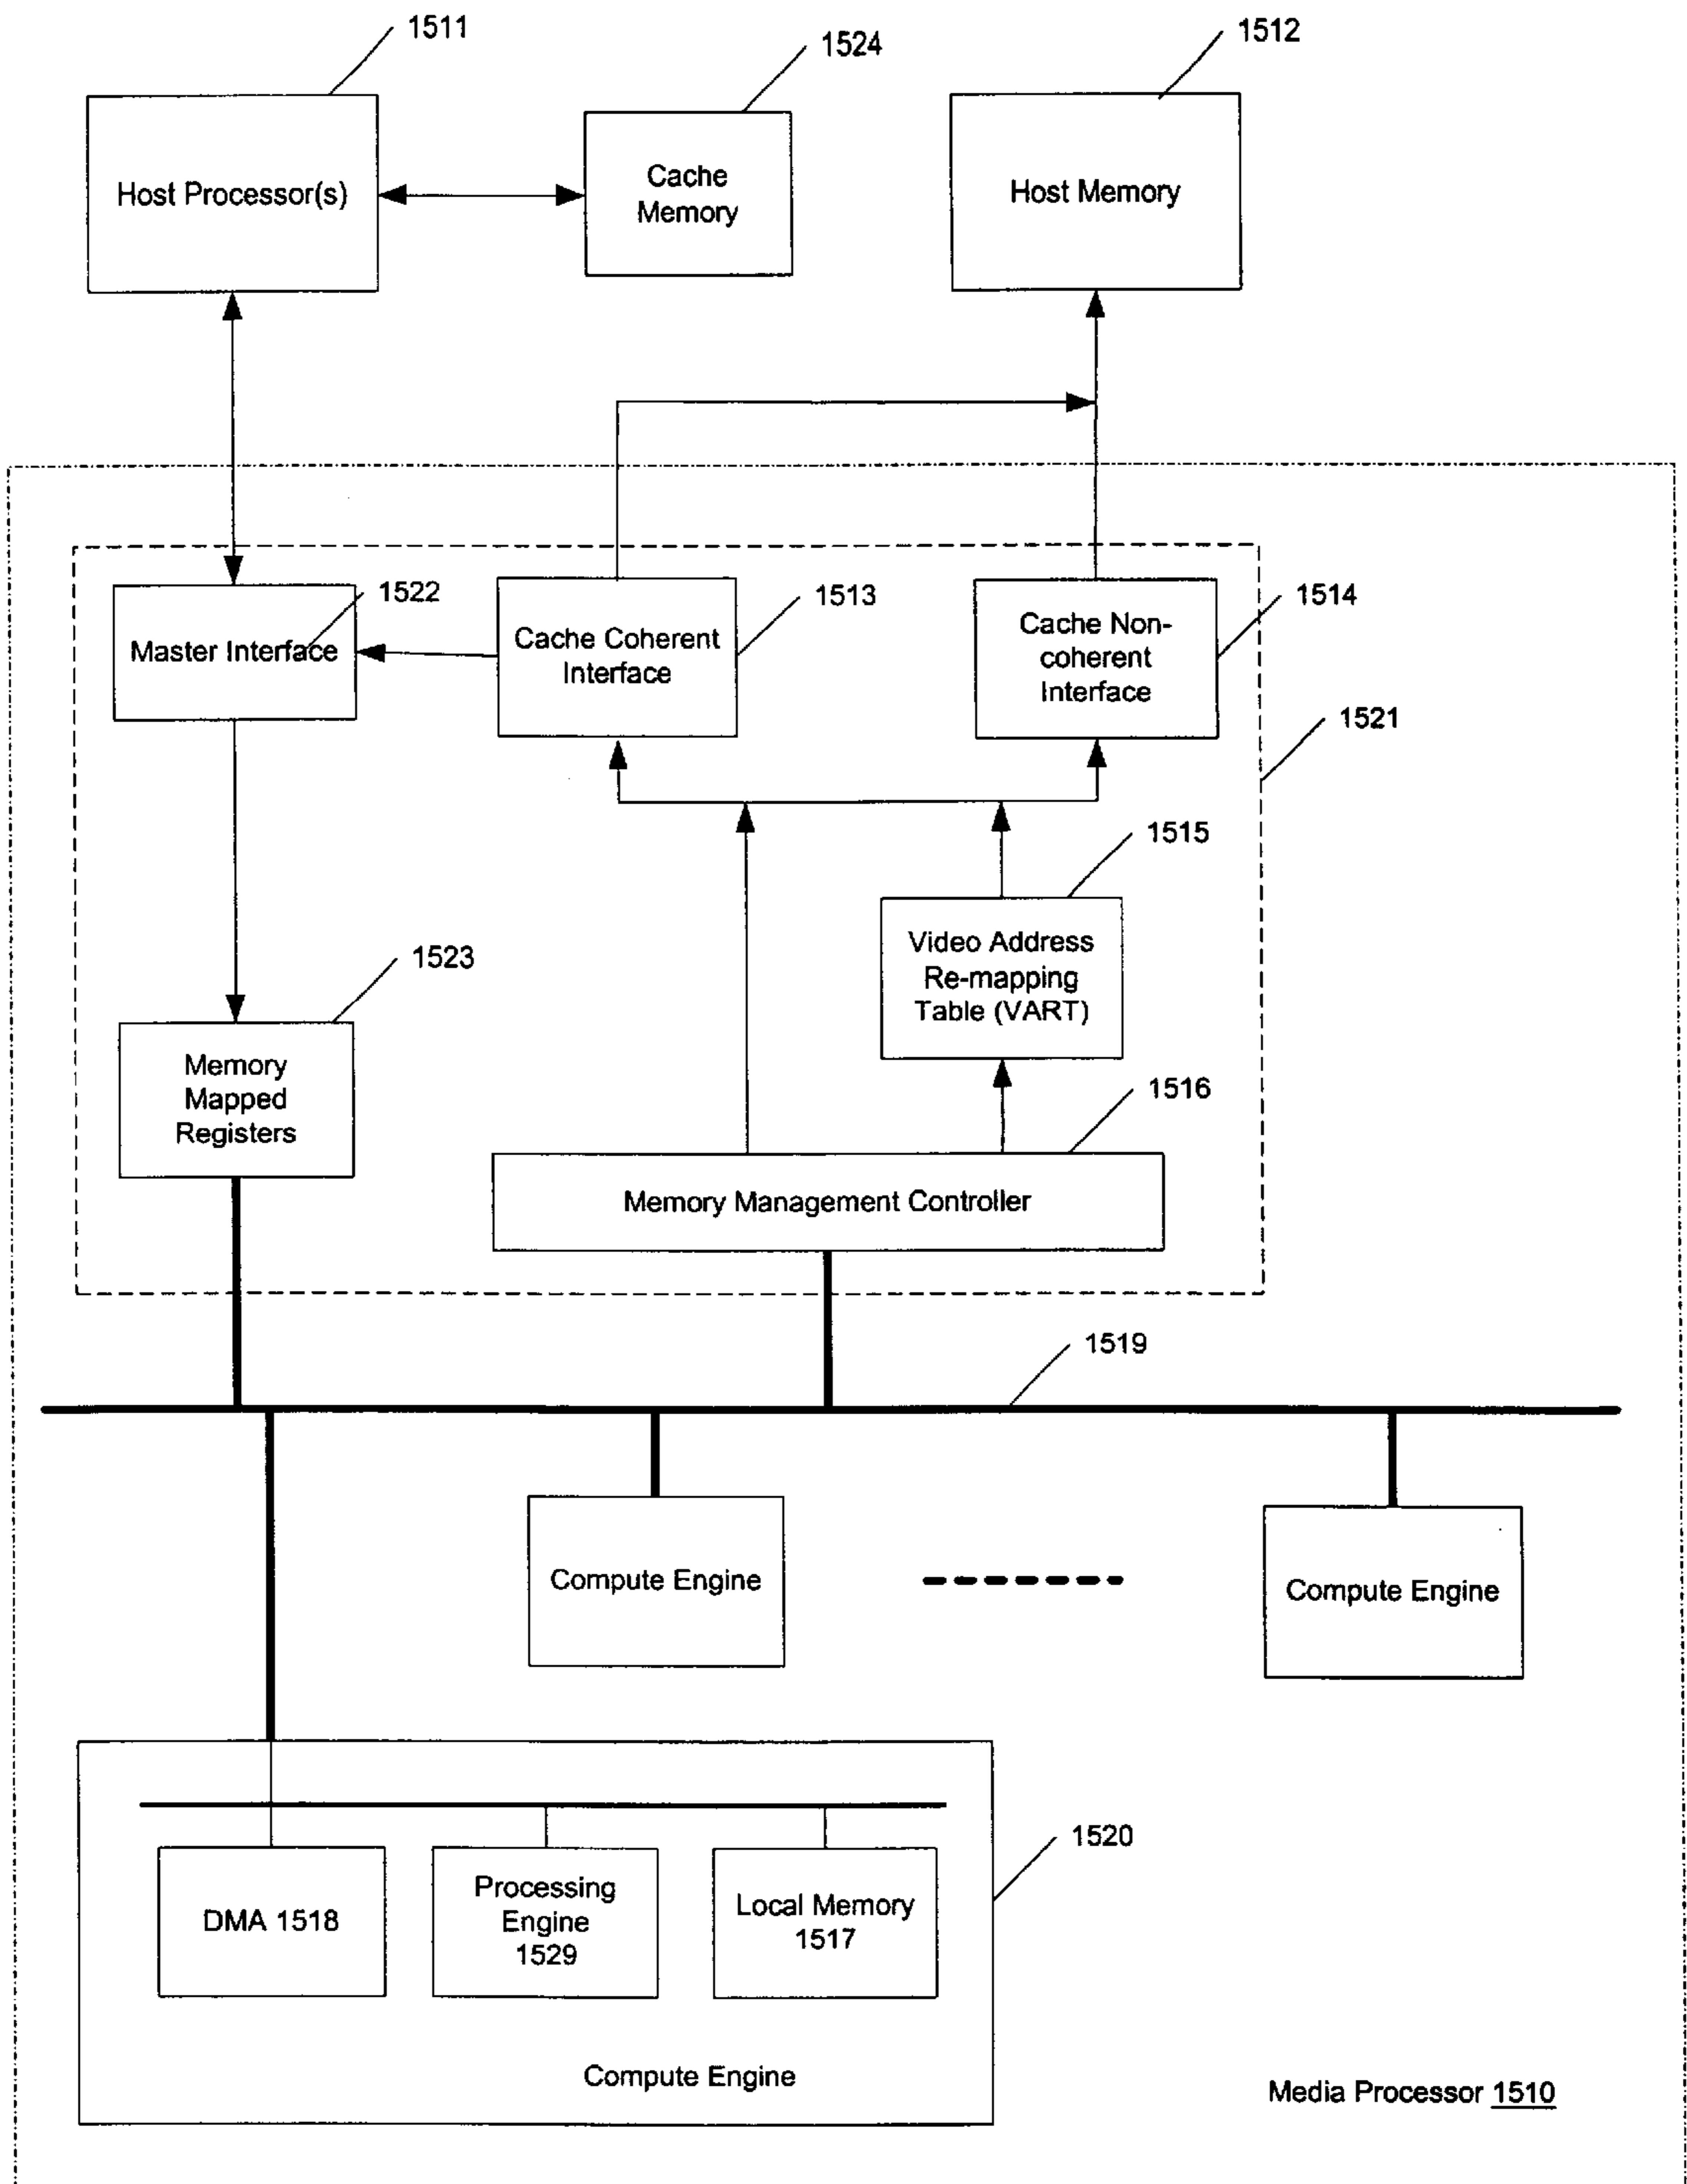 1511
1524
1512
Host Processor(s)
Cache
Memory
Host Memory
1522
1513
1514
Master Interface
Cache Coherent
Interface
Cache Non-
coherent
Interface
1521
1515
Video Address
Re-mapping
Table (VART)
1523
Memory
Mapped
Registers
1516
Memory Management Controller
1519
Compute Engine
Compute Engine
1520
DMA 1518
Processing
Engine
1529
Local Memory
1517
Compute Engine
Media Processor 1510